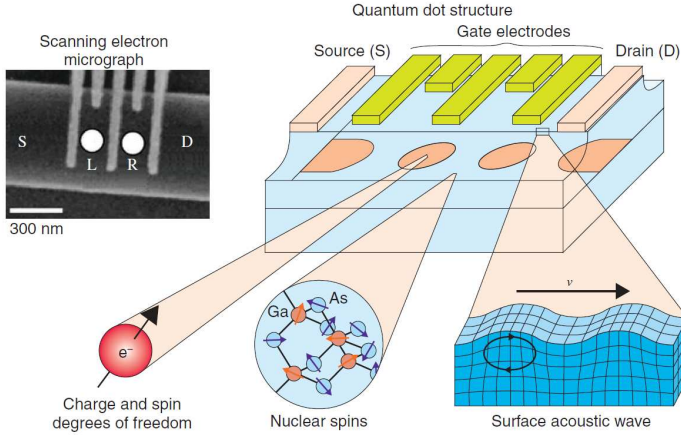 Quantum dot structure
Gate electrodes
Source (S)
Drain (D)
Scanning electron
micrograph
S
L
R
D
300 nm
v
Ga
As
e⁻
Charge and spin
degrees of freedom
Nuclear spins
Surface acoustic wave